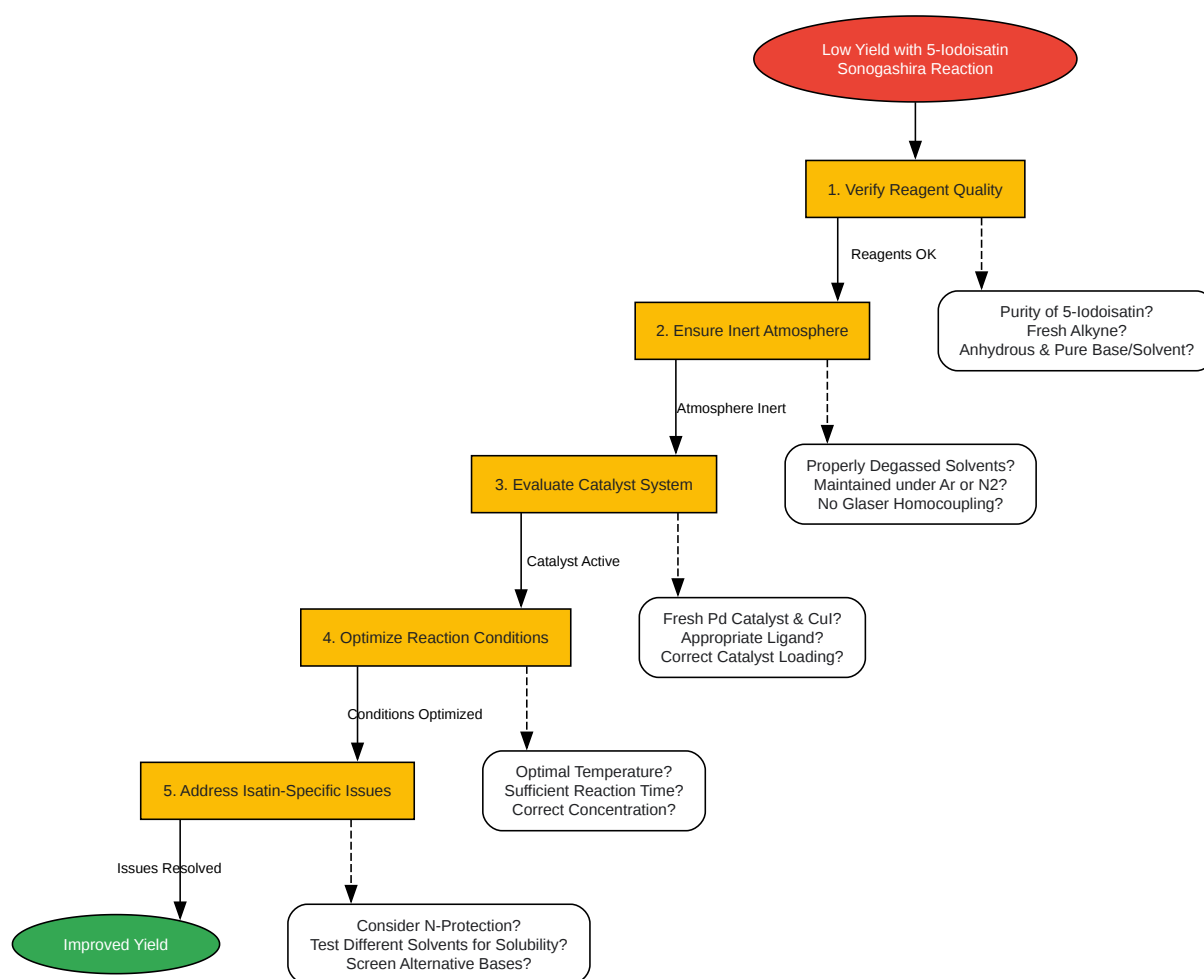 Low Yield with 5-Iodoisatin
Sonogashira Reaction
1. Verify Reagent Quality
Reagents OK
Purity of 5-Iodoisatin?
Fresh Alkyne?
Anhydrous & Pure Base/Solvent?
2. Ensure Inert Atmosphere
Atmosphere Inert
Properly Degassed Solvents?
Maintained under Ar or N2?
No Glaser Homocoupling?
3. Evaluate Catalyst System
Catalyst Active
Fresh Pd Catalyst & CuI?
Appropriate Ligand?
Correct Catalyst Loading?
4. Optimize Reaction Conditions
Conditions Optimized
Optimal Temperature?
Sufficient Reaction Time?
Correct Concentration?
5. Address Isatin-Specific Issues
Issues Resolved
Consider N-Protection?
Test Different Solvents for Solubility?
Screen Alternative Bases?
Improved Yield